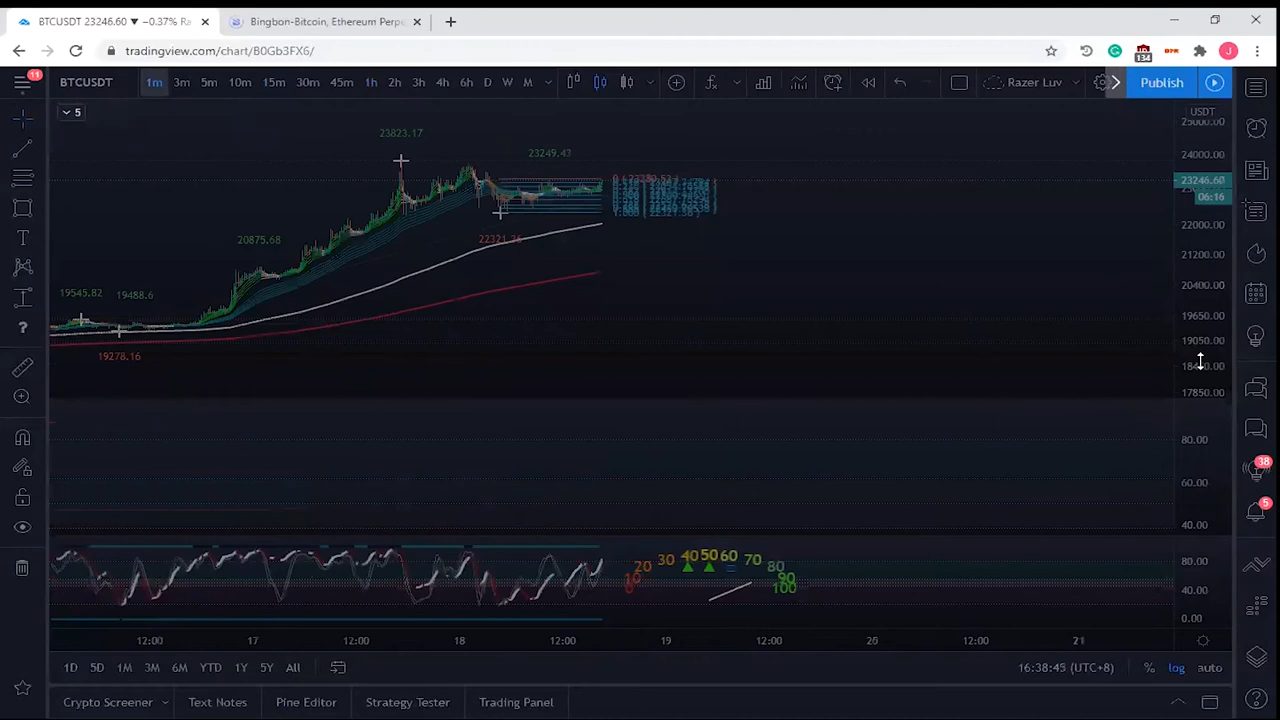 BTCUSDT 23246.60 ▼ −0.37% Ra
Bingbon-Bitcoin, Ethereum Perpe
tradingview.com/chart/B0Gb3FX6/
134
J
11
BTCUSDT 1m 3m 5m 10m 15m 30m 45m 1h 2h 3h 4h 6h D W M Razer Luv Publish
5
USDT
25000.00
23823.17
23249.43
24000.00
23246.60
06:16
22000.00
20875.68
22321.26
21200.00
20400.00
19545.82
19488.6
19650.00
19278.16
19050.00
17850.00
80.00
60.00
38
5
40.00
0 10 20 30 40 50 60 70 80 90 100
80.00
40.00
0.00
12:00 17 12:00 18 12:00 19 12:00 20 12:00 21
1D 5D 1M 3M 6M YTD 1Y 5Y All 16:38:45 (UTC+8) % log auto
Crypto Screener Text Notes Pine Editor Strategy Tester Trading Panel